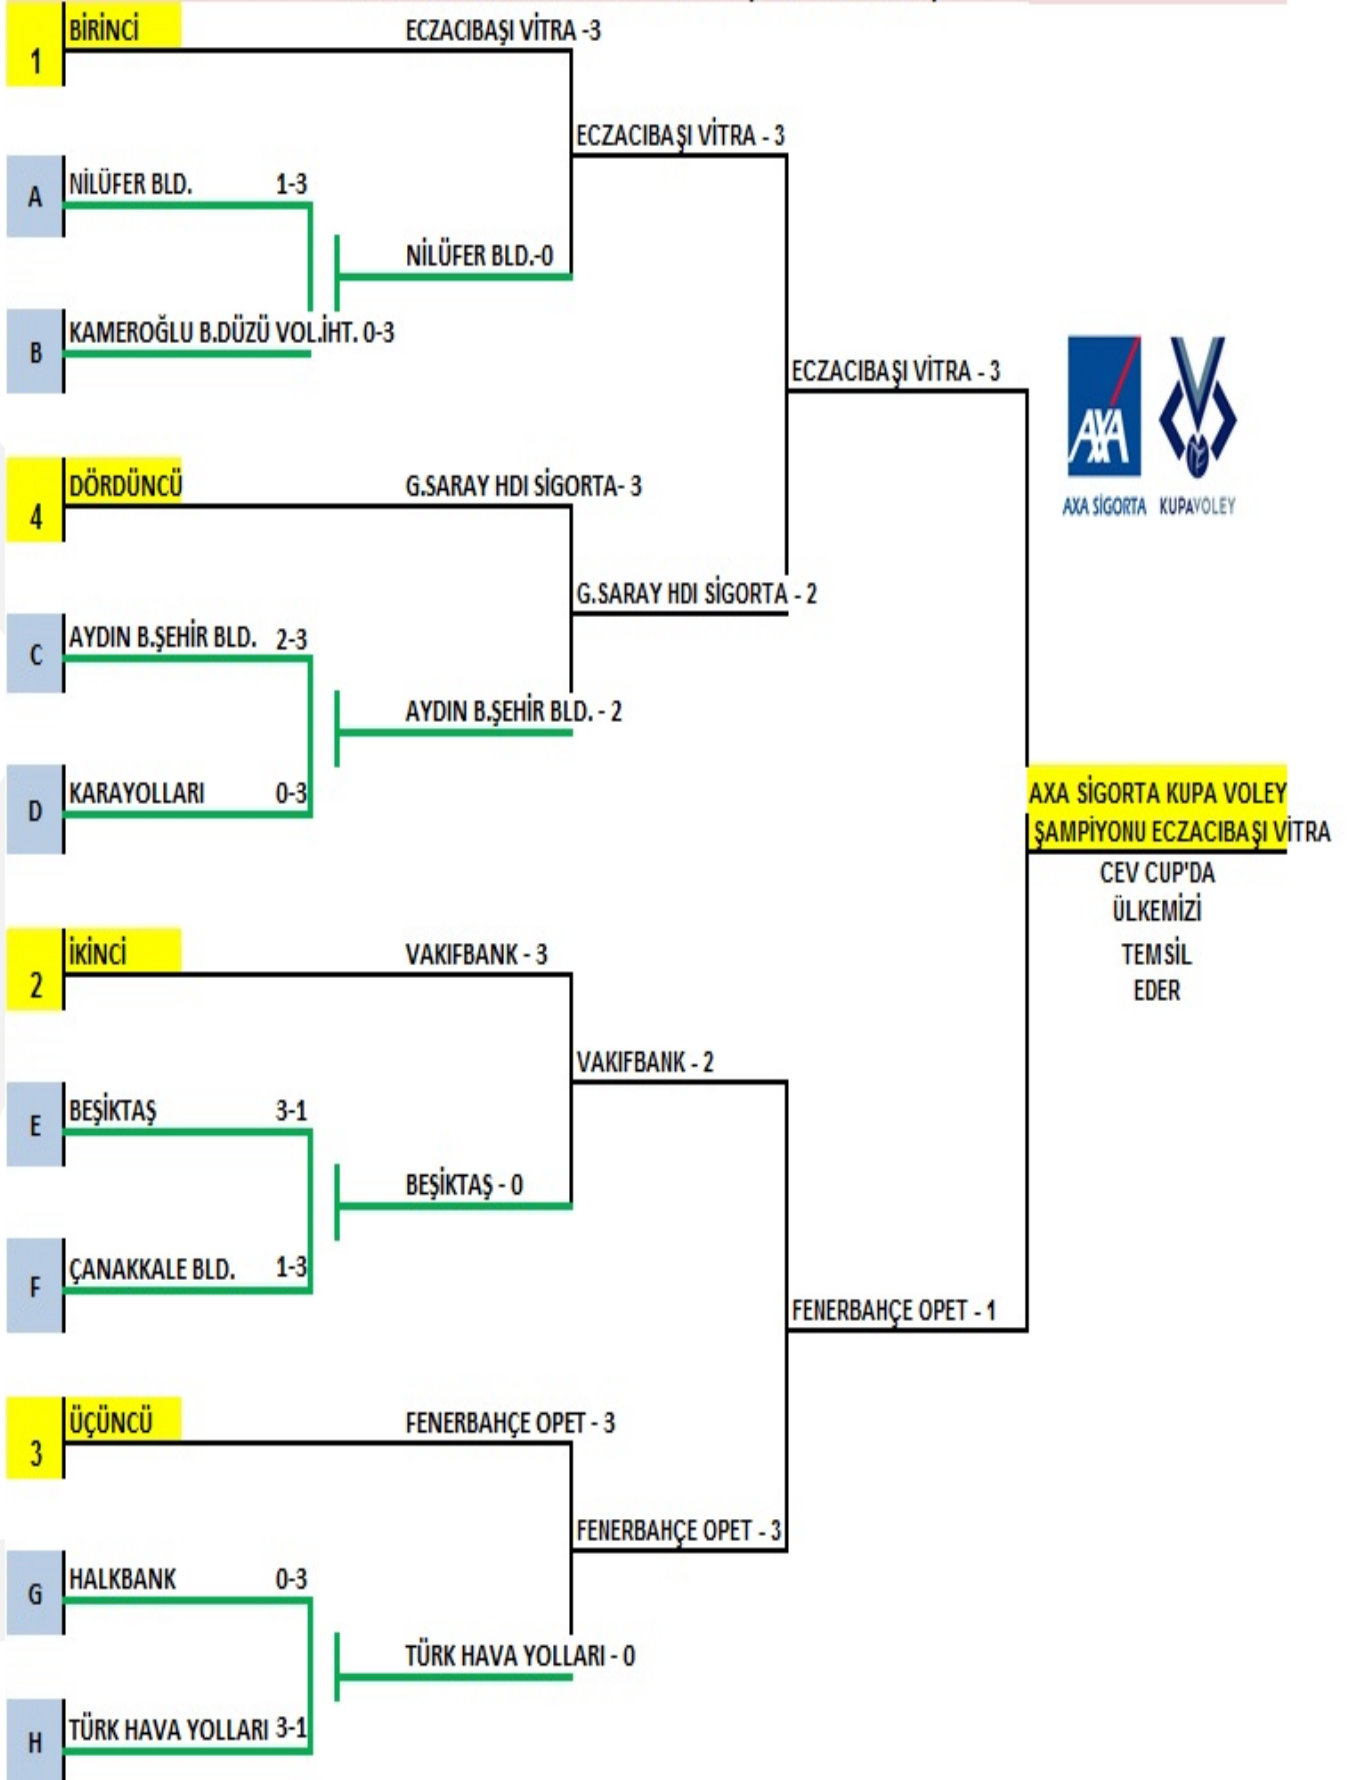 BİRİNCİ
ECZACIBAŞI VİTRA -3
1
ECZACIBAŞI VİTRA - 3
A
NİLÜFER BLD. 1-3
NİLÜFER BLD.-0
B
KAMEROĞLU B.DÜZÜ VOL.İHT. 0-3
ECZACIBAŞI VİTRA - 3
AXA
AXA SİGORTA KUPAVOLEY
DÖRDÜNCÜ
G.SARAY HDI SİGORTA- 3
4
G.SARAY HDI SİGORTA - 2
C
AYDIN B.ŞEHİR BLD. 2-3
AYDIN B.ŞEHİR BLD. - 2
D
KARAYOLLARI 0-3
AXA SİGORTA KUPA VOLEY
ŞAMPİYONU ECZACIBAŞI VİTRA
CEV CUP'DA
ÜLKEMİZİ
TEMSİL
EDER
İKİNCİ
VAKIFBANK - 3
2
VAKIFBANK - 2
E
BEŞİKTAŞ 3-1
BEŞİKTAŞ - 0
F
ÇANAKKALE BLD. 1-3
FENERBAHÇE OPET - 1
ÜÇÜNCÜ
FENERBAHÇE OPET - 3
3
FENERBAHÇE OPET - 3
G
HALKBANK 0-3
TÜRK HAVA YOLLARI - 0
H
TÜRK HAVA YOLLARI 3-1